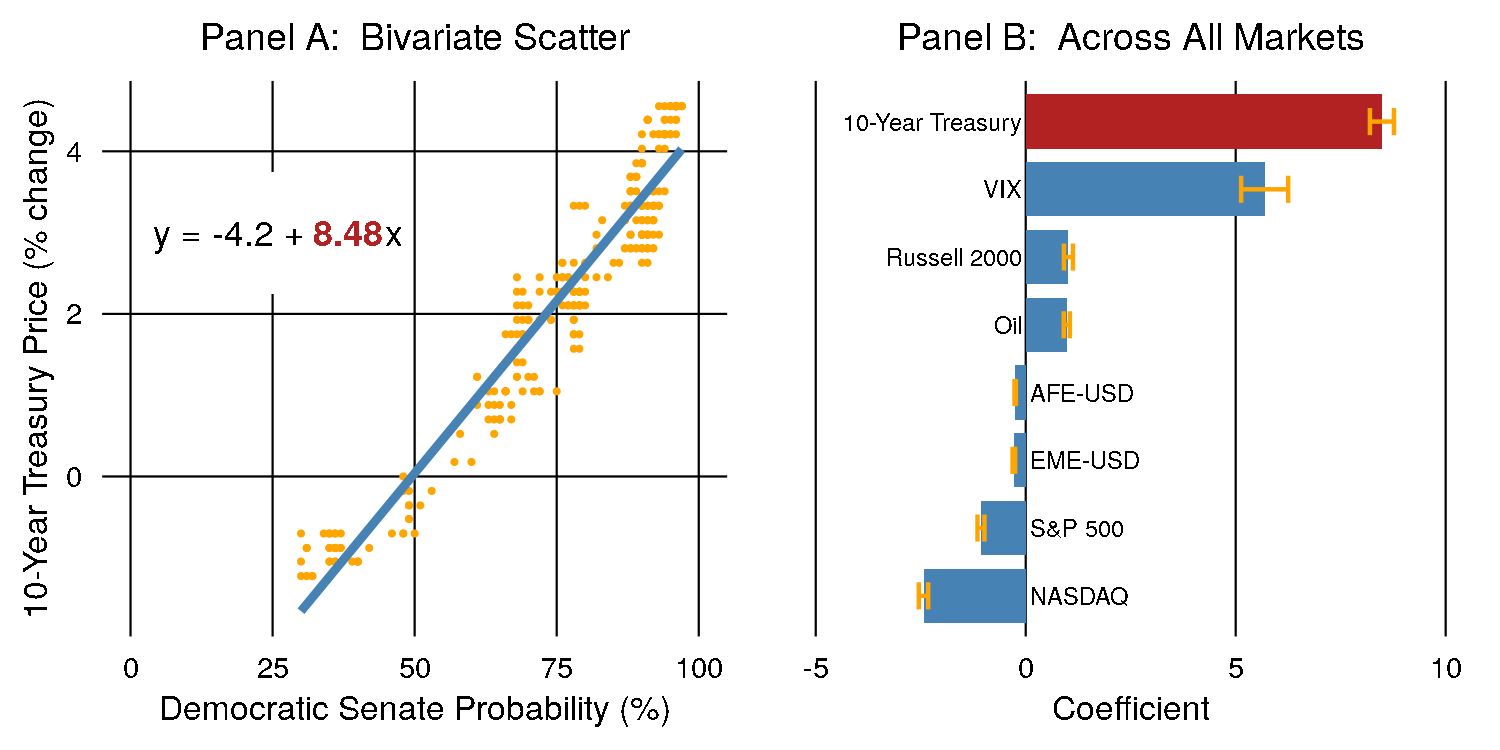 Panel A:  Bivariate Scatter
10-Year Treasury Price (% change)
4
2
0
y = -4.2 + 8.48x
0 25 50 75 100
Democratic Senate Probability (%)
Panel B:  Across All Markets
10-Year Treasury
VIX
Russell 2000
Oil
AFE-USD
EME-USD
S&P 500
NASDAQ
-5 0 5 10
Coefficient